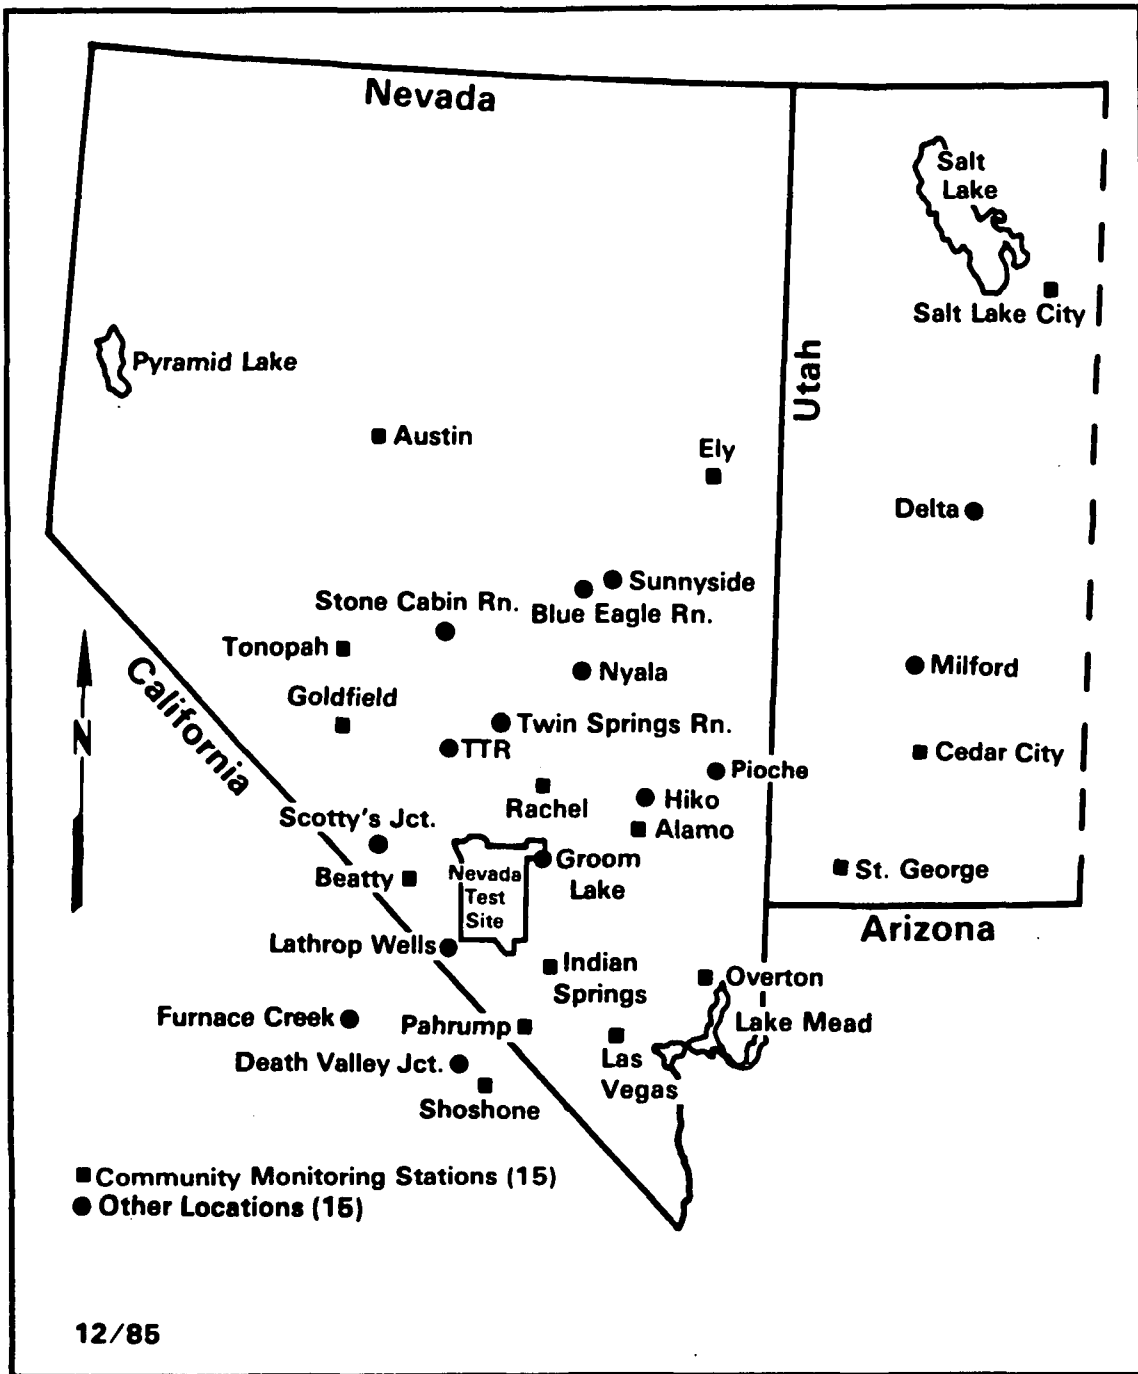 Nevada
Salt
Lake
Salt Lake City
Utah
Pyramid Lake
Austin
Ely
Delta
Sunnyside
Blue Eagle Rn.
Stone Cabin Rn.
Tonopah
Nyala
Milford
California
Goldfield
N
Twin Springs Rn.
TTR
Cedar City
Pioche
Rachel
Hiko
Alamo
Scotty's Jct.
Groom
Lake
St. George
Beatty
Nevada
Test
Site
Arizona
Lathrop Wells
Indian
Springs
Overton
Lake Mead
Furnace Creek
Pahrump
Las
Vegas
Death Valley Jct.
Shoshone
Community Monitoring Stations (15)
Other Locations (15)
12/85